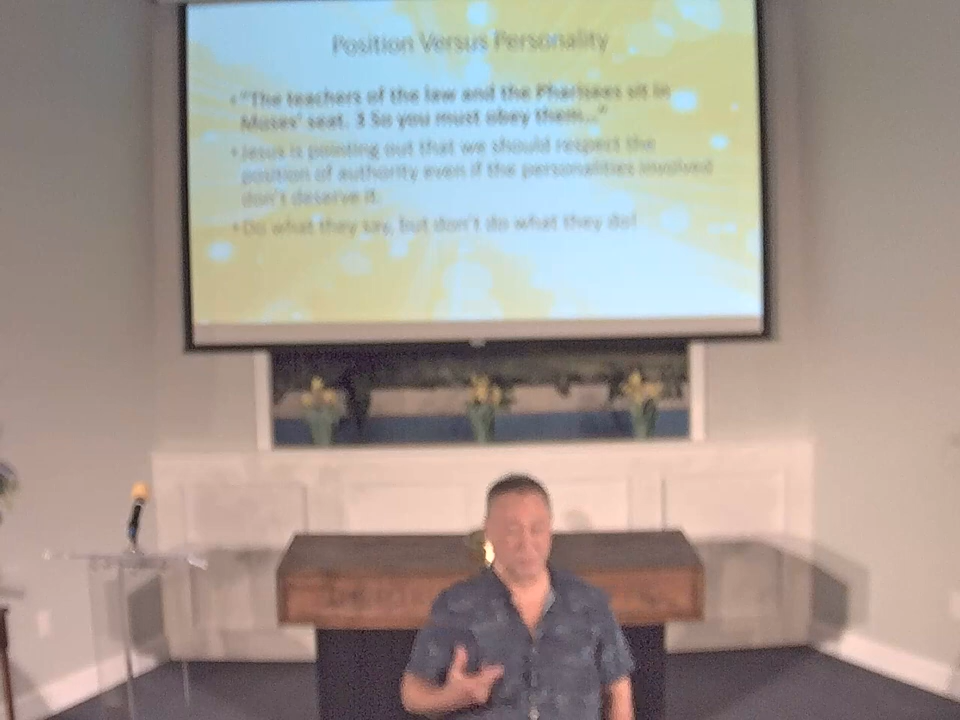 Position Versus Personality
• "The teachers of the law and the Pharisees sit in
Moses' seat. 3 So you must obey them..."
• Jesus is pointing out that we should respect the
position of authority even if the personalities involved
don't deserve it.
• Do what they say, but don't do what they do!